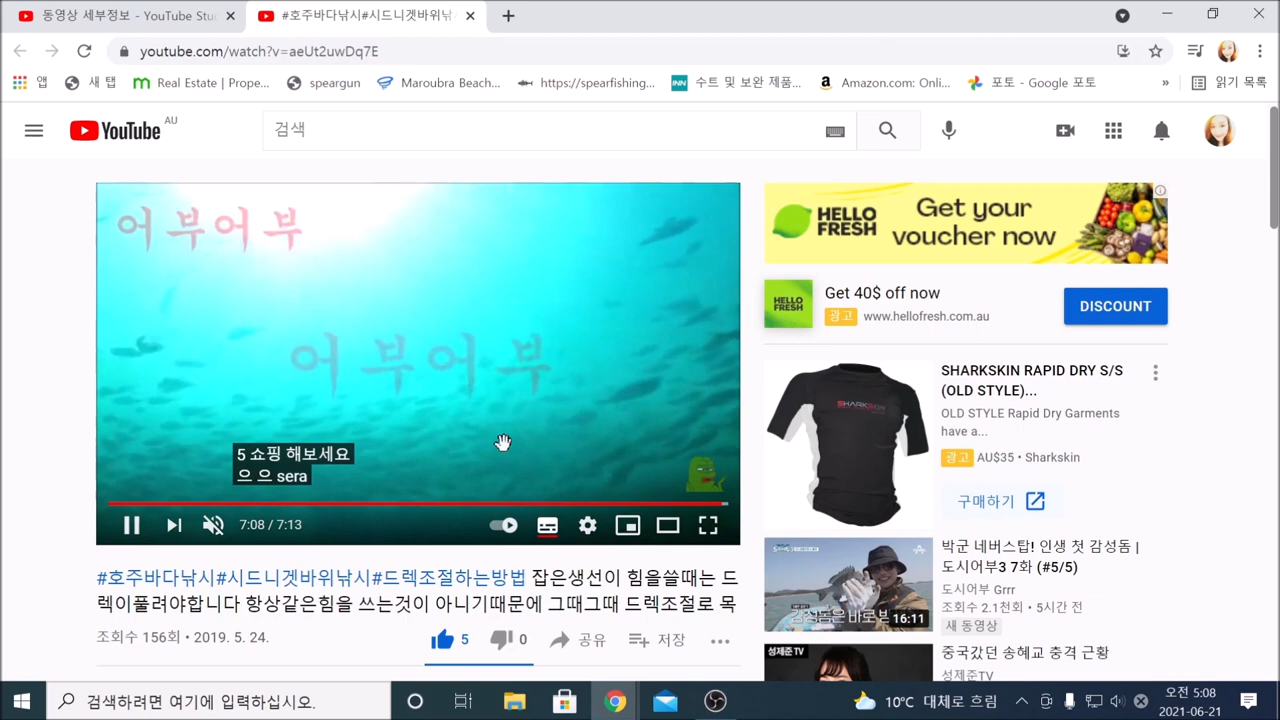 동영상 세부정보 - YouTube Stu
#호주바다낚시#시드니겟바위낚
youtube.com/watch?v=aeUt2uwDq7E
앱
새 탭
Real Estate | Prope...
speargun
Maroubra Beach...
https://spearfishing...
INN
수트 및 보완 제품...
Amazon.com: Onli...
포토 - Google 포토
»
읽기 목록
YouTube AU
검색
어부어부
어부어부
5 쇼핑 해보세요
으 으 sera
7:08 / 7:13
#호주바다낚시#시드니겟바위낚시#드렉조절하는방법 잡은생선이 힘을쓸때는 드
렉이풀려야합니다 항상같은힘을 쓰는것이 아니기때문에 그때그때 드렉조절로 목
조회수 156회 • 2019. 5. 24.
5
0
공유
저장
HELLO
FRESH
Get your
voucher now
HELLO
FRESH
Get 40$ off now
광고 www.hellofresh.com.au
DISCOUNT
SHARKSKIN
SHARKSKIN RAPID DRY S/S
(OLD STYLE)...
OLD STYLE Rapid Dry Garments
have a...
광고 AU$35 • Sharkskin
구매하기
16:11
박군 네버스탑! 인생 첫 감성돔 |
도시어부3 7화 (#5/5)
도시어부 Grrr
조회수 2.1천회 • 5시간 전
새 동영상
성제준TV
중국갔던 송혜교 충격 근황
성제준TV
검색하려면 여기에 입력하십시오.
10°C 대체로 흐림
오전 5:08
2021-06-21